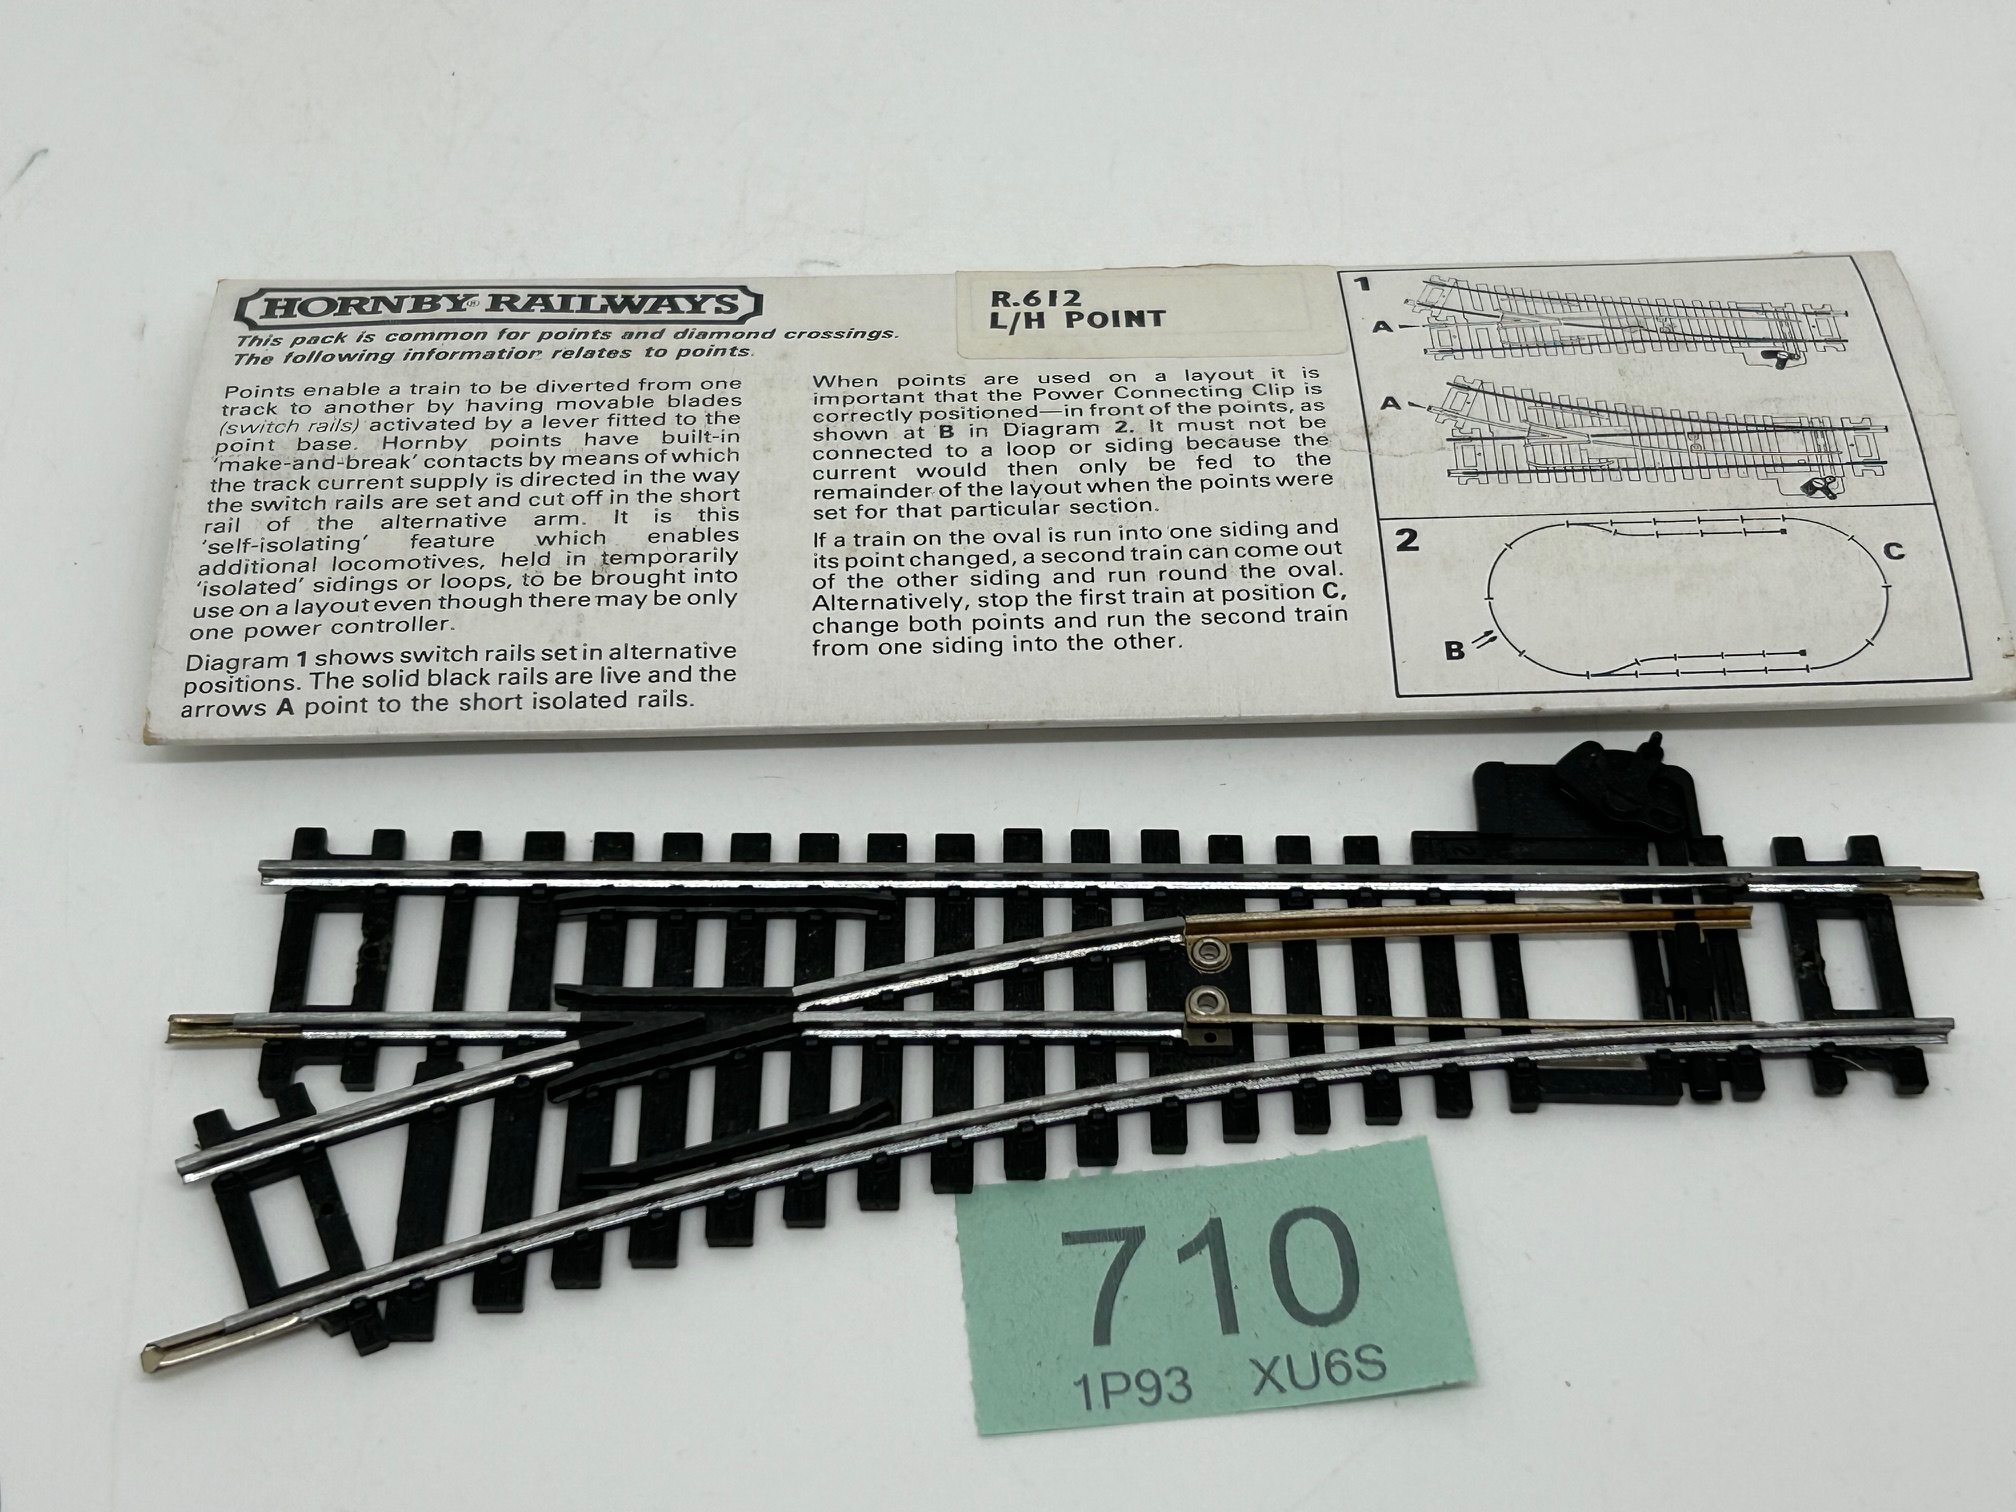 HORNBY® RAILWAYS
This pack is common for points and diamond crossings.
The following information relates to points.
Points enable a train to be diverted from one
track to another by having movable blades
(switch rails) activated by a lever fitted to the
point base. Hornby points have built-in
'make-and-break' contacts by means of which
the track current supply is directed in the way
the switch rails are set and cut off in the short
rail of the alternative arm. It is this
'self-isolating' feature which enables
additional locomotives, held in temporarily
'isolated' sidings or loops, to be brought into
use on a layout even though there may be only
one power controller.
Diagram 1 shows switch rails set in alternative
positions. The solid black rails are live and the
arrows A point to the short isolated rails.
R.612
L/H POINT
When points are used on a layout it is
important that the Power Connecting Clip is
correctly positioned—in front of the points, as
shown at B in Diagram 2. It must not be
connected to a loop or siding because the
current would then only be fed to the
remainder of the layout when the points were
set for that particular section.
If a train on the oval is run into one siding and
its point changed, a second train can come out
of the other siding and run round the oval.
Alternatively, stop the first train at position C,
change both points and run the second train
from one siding into the other.
1
A
A
2
C
B
710
1P93 XU6S